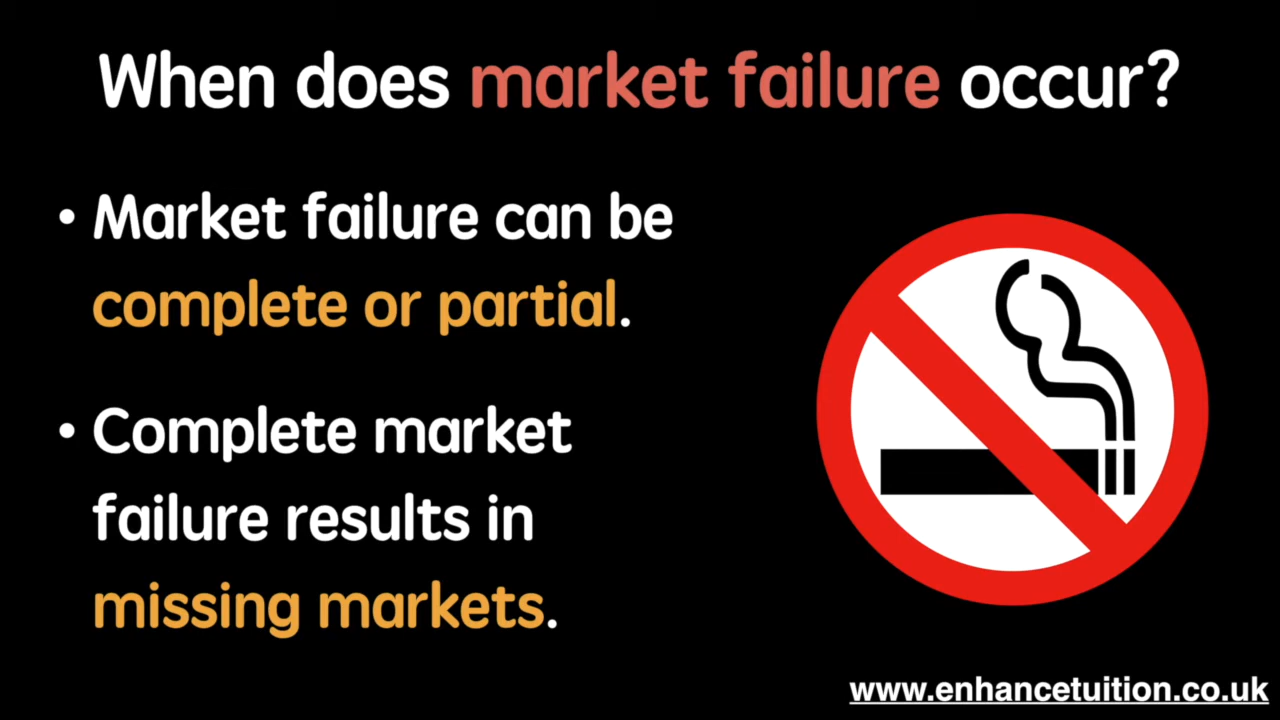 When does market failure occur?
• Market failure can be
complete or partial.
• Complete market
failure results in
missing markets.
www.enhancetuition.co.uk